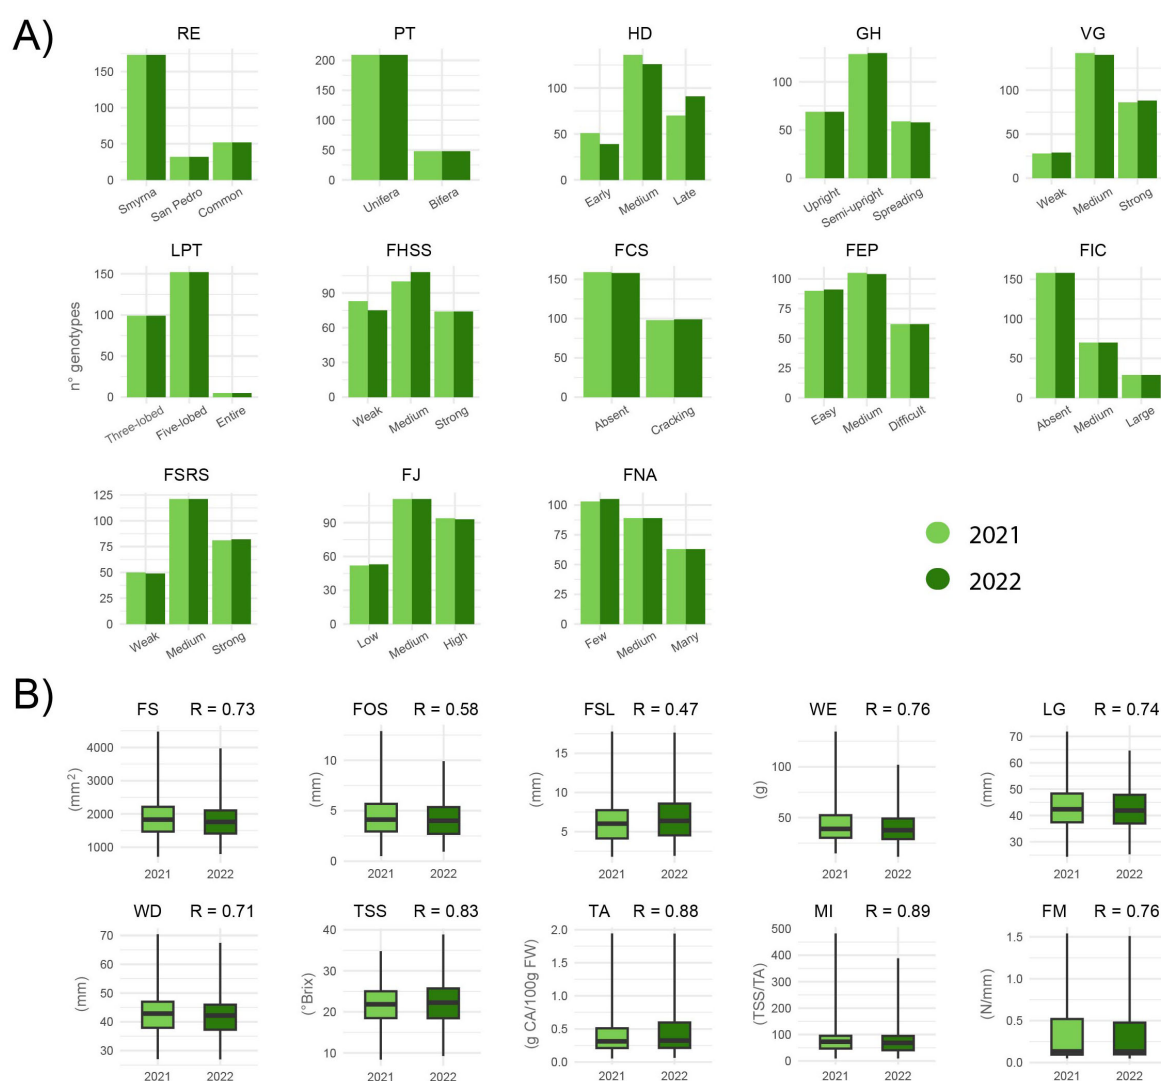 A)
RE PT HD GH VG
150 100 50 0
Smyrna San Pedro Common
200 150 100 50 0
Unifera Bifera
100 50 0
Early Medium Late
100 50 0
Upright Semi-upright Spreading
100 50 0
Weak Medium Strong
n° genotypes
LPT FHSS FCS FEP FIC
150 100 50 0
Three-lobed Five-lobed Entire
90 60 30 0
Weak Medium Strong
150 100 50 0
Absent Cracking
100 75 50 25 0
Easy Medium Difficult
150 100 50 0
Absent Medium Large
FSRS FJ FNA
125 100 75 50 25 0
Weak Medium Strong
90 60 30 0
Low Medium High
100 75 50 25 0
Few Medium Many
2021
2022
B)
FS R = 0.73 FOS R = 0.58 FSL R = 0.47 WE R = 0.76 LG R = 0.74
(mm²) 4000 3000 2000 1000
2021 2022
(mm) 10 5 0
2021 2022
(mm) 15 10 5
2021 2022
(g) 100 50
2021 2022
(mm) 70 60 50 40 30
2021 2022
WD R = 0.71 TSS R = 0.83 TA R = 0.88 MI R = 0.89 FM R = 0.76
(mm) 70 60 50 40 30
2021 2022
(°Brix) 40 30 20 10
2021 2022
(g CA/100g FW) 2.0 1.5 1.0 0.5 0.0
2021 2022
(TSS/TA) 500 400 300 200 100 0
2021 2022
(N/mm) 1.5 1.0 0.5 0.0
2021 2022